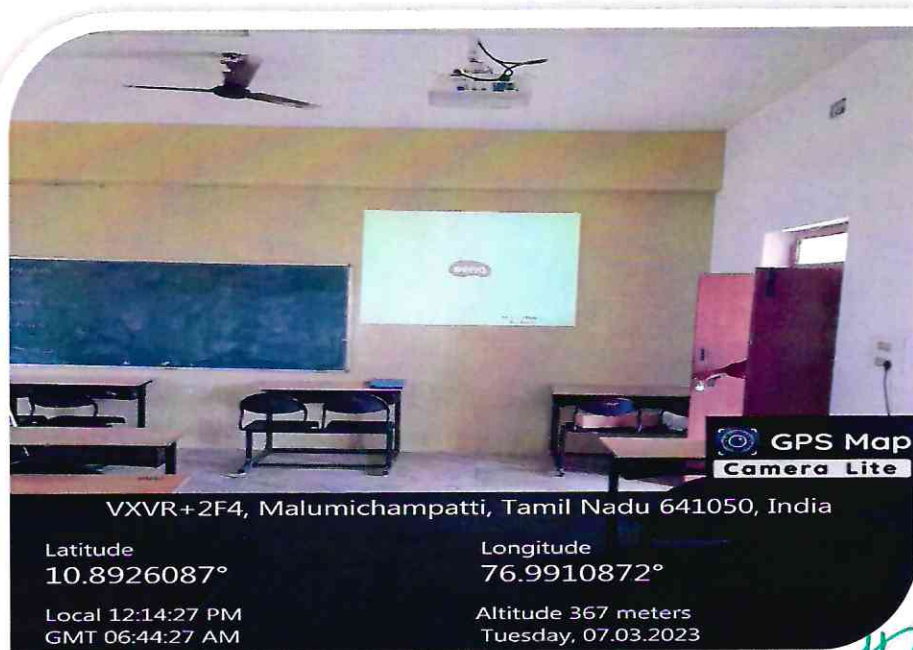 BenQ
GPS Map
Camera Lite
VXVR+2F4, Malumichampatti, Tamil Nadu 641050, India
Latitude
10.8926087°
Longitude
76.9910872°
Local 12:14:27 PM
GMT 06:44:27 AM
Altitude 367 meters
Tuesday, 07.03.2023